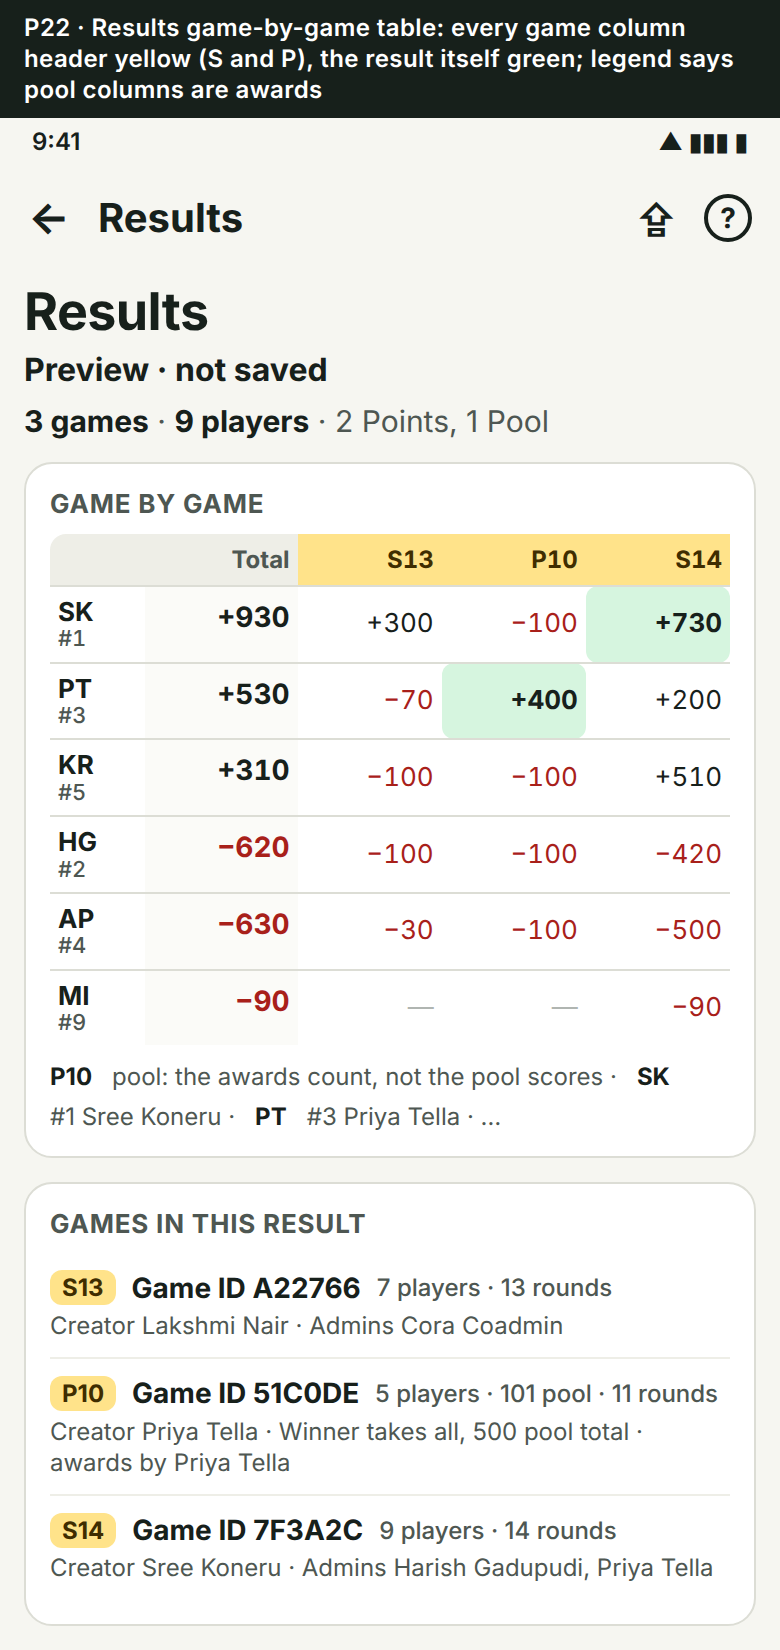 P22 · Results game-by-game table: every game column
header yellow (S and P), the result itself green; legend says
pool columns are awards
9:41
Results
?
Results
Preview · not saved
3 games · 9 players · 2 Points, 1 Pool
GAME BY GAME
Total S13 P10 S14
SK +930 +300 −100 +730
#1
PT +530 −70 +400 +200
#3
KR +310 −100 −100 +510
#5
HG −620 −100 −100 −420
#2
AP −630 −30 −100 −500
#4
MI −90 — — −90
#9
P10 pool: the awards count, not the pool scores · SK
#1 Sree Koneru · PT #3 Priya Tella · ...
GAMES IN THIS RESULT
S13 Game ID A22766 7 players · 13 rounds
Creator Lakshmi Nair · Admins Cora Coadmin
P10 Game ID 51C0DE 5 players · 101 pool · 11 rounds
Creator Priya Tella · Winner takes all, 500 pool total ·
awards by Priya Tella
S14 Game ID 7F3A2C 9 players · 14 rounds
Creator Sree Koneru · Admins Harish Gadupudi, Priya Tella